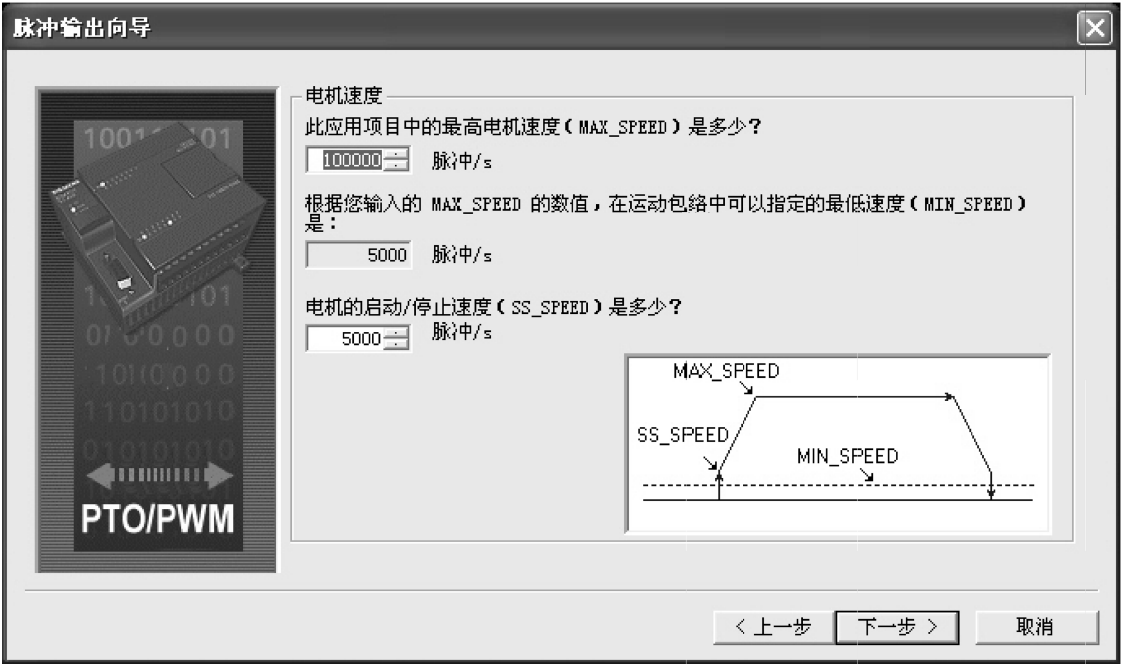 脉冲输出向导
电机速度
此应用项目中的最高电机速度(MAX_SPEED)是多少?
100000 脉冲/s
根据您输入的 MAX_SPEED 的数值,在运动包络中可以指定的最低速度(MIN_SPEED)
是:
5000 脉冲/s
电机的启动/停止速度(SS_SPEED)是多少?
5000 脉冲/s
MAX_SPEED
SS_SPEED
MIN_SPEED
110101010
01010101
PTO/PWM
< 上一步
下一步 >
取消